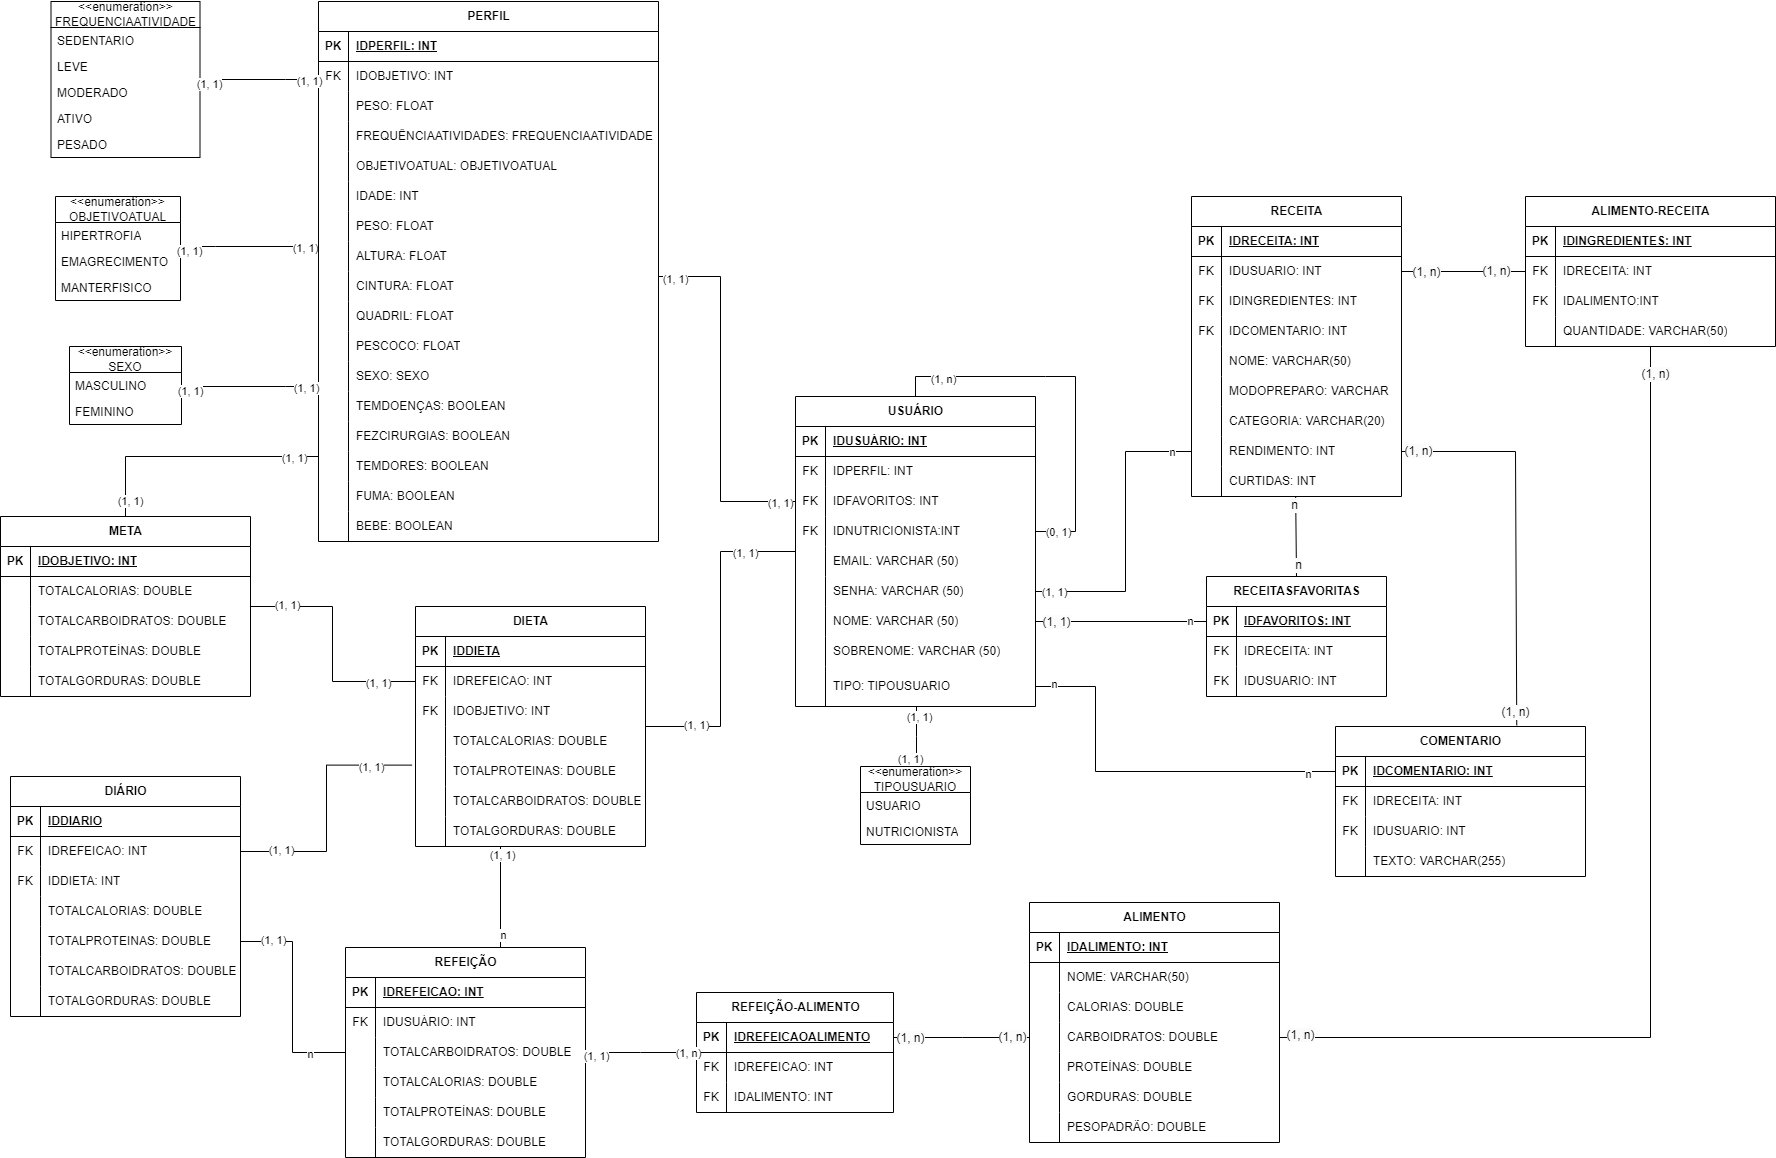 <<enumeration>>
FREQUENCIAATIVIDADE
SEDENTARIO
LEVE
MODERADO
ATIVO
PESADO
(1, 1)
(1, 1)
PERFIL
PK IDPERFIL: INT
FK IDOBJETIVO: INT
PESO: FLOAT
FREQUÊNCIAATIVIDADES: FREQUENCIAATIVIDADE
OBJETIVOATUAL: OBJETIVOATUAL
IDADE: INT
PESO: FLOAT
ALTURA: FLOAT
CINTURA: FLOAT
QUADRIL: FLOAT
PESCOCO: FLOAT
SEXO: SEXO
TEMDOENÇAS: BOOLEAN
FEZCIRURGIAS: BOOLEAN
TEMDORES: BOOLEAN
FUMA: BOOLEAN
BEBE: BOOLEAN
<<enumeration>>
OBJETIVOATUAL
HIPERTROFIA
EMAGRECIMENTO
MANTERFISICO
(1, 1)
(1, 1)
<<enumeration>>
SEXO
MASCULINO
FEMININO
(1, 1)
(1, 1)
(1, 1)
(1, 1)
META
PK IDOBJETIVO: INT
TOTALCALORIAS: DOUBLE
TOTALCARBOIDRATOS: DOUBLE
TOTALPROTEÍNAS: DOUBLE
TOTALGORDURAS: DOUBLE
(1, 1)
(1, 1)
(1, 1)
(1, 1)
USUÁRIO
PK IDUSUÁRIO: INT
FK IDPERFIL: INT
FK IDFAVORITOS: INT
FK IDNUTRICIONISTA:INT
EMAIL: VARCHAR (50)
SENHA: VARCHAR (50)
NOME: VARCHAR (50)
SOBRENOME: VARCHAR (50)
TIPO: TIPOUSUARIO
(1, n)
(0, 1)
(1, 1)
n
(1, 1)
n
n
n
(1, 1)
(1, 1)
<<enumeration>>
TIPOUSUARIO
USUARIO
NUTRICIONISTA
RECEITA
PK IDRECEITA: INT
FK IDUSUARIO: INT
FK IDINGREDIENTES: INT
FK IDCOMENTARIO: INT
NOME: VARCHAR(50)
MODOPREPARO: VARCHAR
CATEGORIA: VARCHAR(20)
RENDIMENTO: INT
CURTIDAS: INT
(1, n)
(1, n)
ALIMENTO-RECEITA
PK IDINGREDIENTES: INT
FK IDRECEITA: INT
FK IDALIMENTO:INT
QUANTIDADE: VARCHAR(50)
(1, n)
(1, n)
n
n
RECEITASFAVORITAS
PK IDFAVORITOS: INT
FK IDRECEITA: INT
FK IDUSUARIO: INT
(1, n)
COMENTARIO
PK IDCOMENTARIO: INT
FK IDRECEITA: INT
FK IDUSUARIO: INT
TEXTO: VARCHAR(255)
DIETA
PK IDDIETA
FK IDREFEICAO: INT
FK IDOBJETIVO: INT
TOTALCALORIAS: DOUBLE
TOTALPROTEINAS: DOUBLE
TOTALCARBOIDRATOS: DOUBLE
TOTALGORDURAS: DOUBLE
(1, 1)
(1, 1)
(1, 1)
(1, 1)
DIÁRIO
PK IDDIARIO
FK IDREFEICAO: INT
FK IDDIETA: INT
TOTALCALORIAS: DOUBLE
TOTALPROTEINAS: DOUBLE
TOTALCARBOIDRATOS: DOUBLE
TOTALGORDURAS: DOUBLE
(1, 1)
(1, 1)
n
n
REFEIÇÃO
PK IDREFEICAO: INT
FK IDUSUÁRIO: INT
TOTALCARBOIDRATOS: DOUBLE
TOTALCALORIAS: DOUBLE
TOTALPROTEÍNAS: DOUBLE
TOTALGORDURAS: DOUBLE
(1, 1)
(1, n)
REFEIÇÃO-ALIMENTO
PK IDREFEICAOALIMENTO
FK IDREFEICAO: INT
FK IDALIMENTO: INT
(1, n)
(1, n)
ALIMENTO
PK IDALIMENTO: INT
NOME: VARCHAR(50)
CALORIAS: DOUBLE
CARBOIDRATOS: DOUBLE
PROTEÍNAS: DOUBLE
GORDURAS: DOUBLE
PESOPADRÃO: DOUBLE
(1, n)